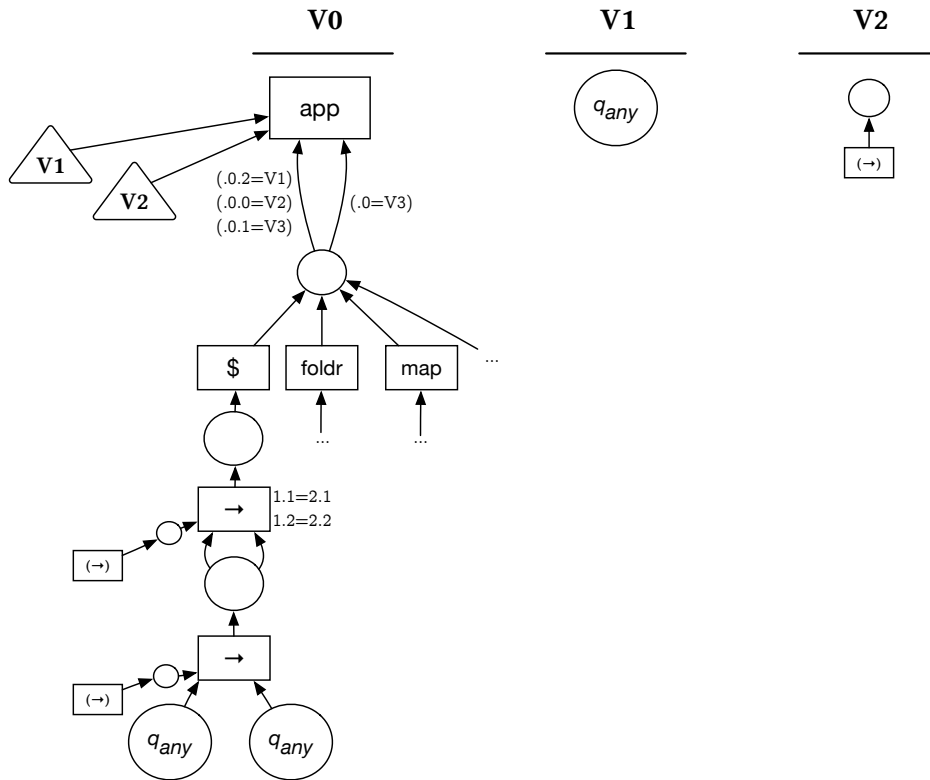 V0
V1
V2
app
q_any
V1
V2
(→)
(.0.2=V1)
(.0.0=V2)
(.0.1=V3)
(.0=V3)
$
foldr
map
...
...
...
→
1.1=2.1
1.2=2.2
(→)
→
(→)
q_any
q_any